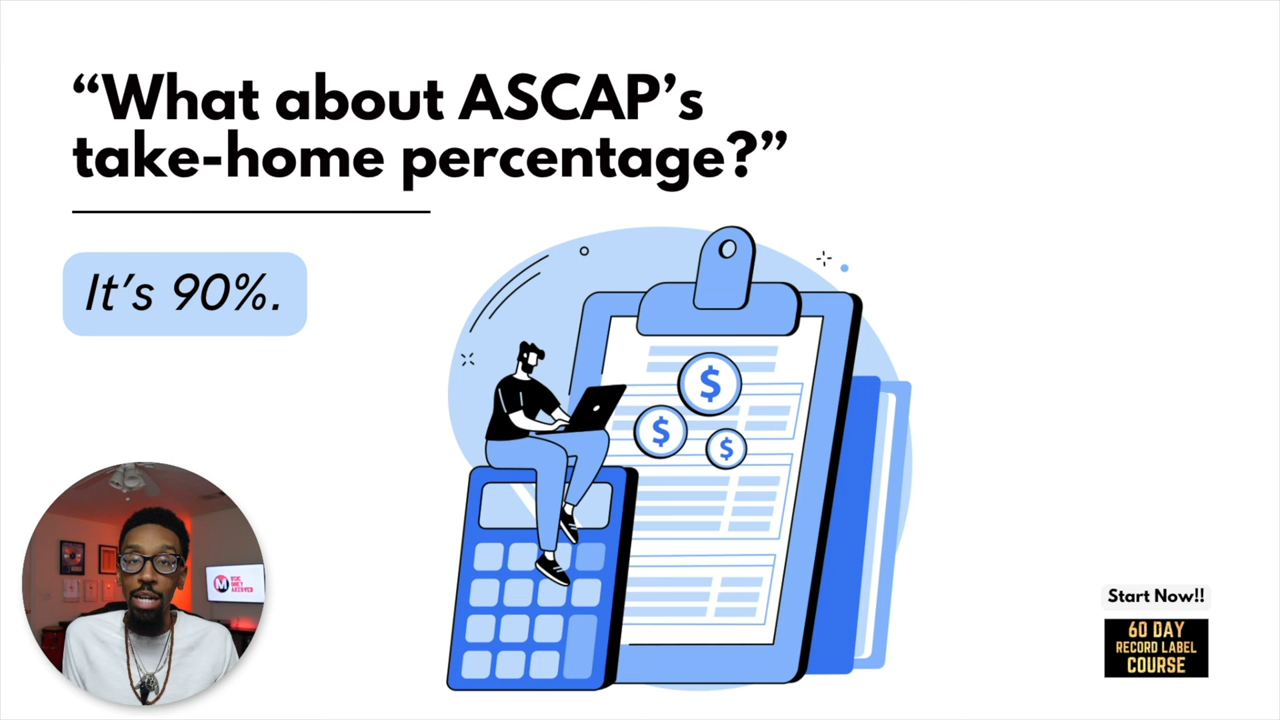 “What about ASCAP’s
take-home percentage?”
It’s 90%.
$
$
$
M
Start Now!!
60 DAY
RECORD LABEL
COURSE